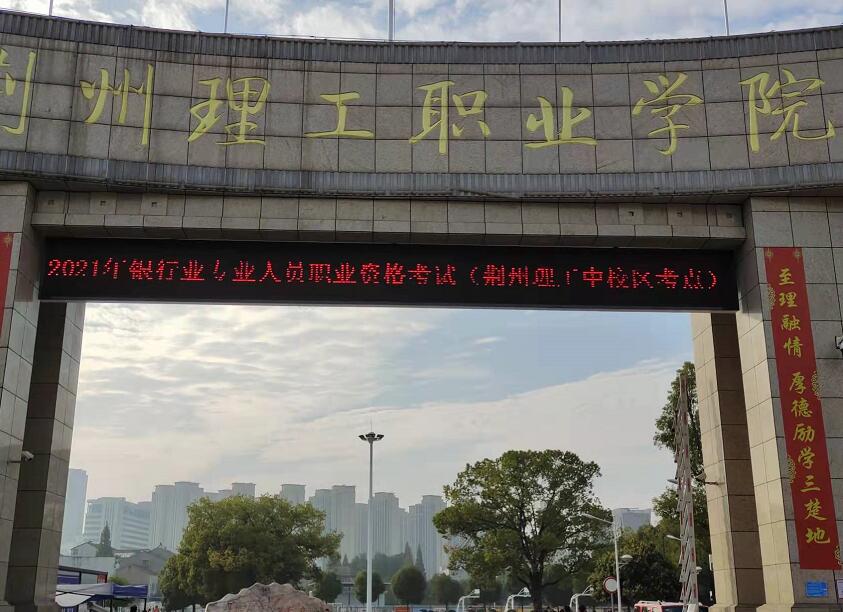 荆州理工职业学院
2021年银行业专业人员职业资格考试（荆州理工中校区考点）
至理融情 厚德励学三楚地